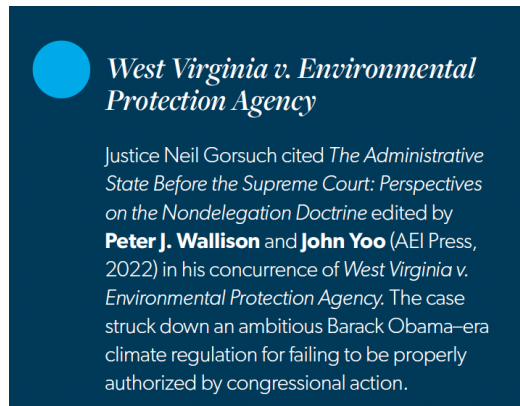 West Virginia v. Environmental
Protection Agency
Justice Neil Gorsuch cited The Administrative
State Before the Supreme Court: Perspectives
on the Nondelegation Doctrine edited by
Peter J. Wallison and John Yoo (AEI Press,
2022) in his concurrence of West Virginia v.
Environmental Protection Agency. The case
struck down an ambitious Barack Obama–era
climate regulation for failing to be properly
authorized by congressional action.